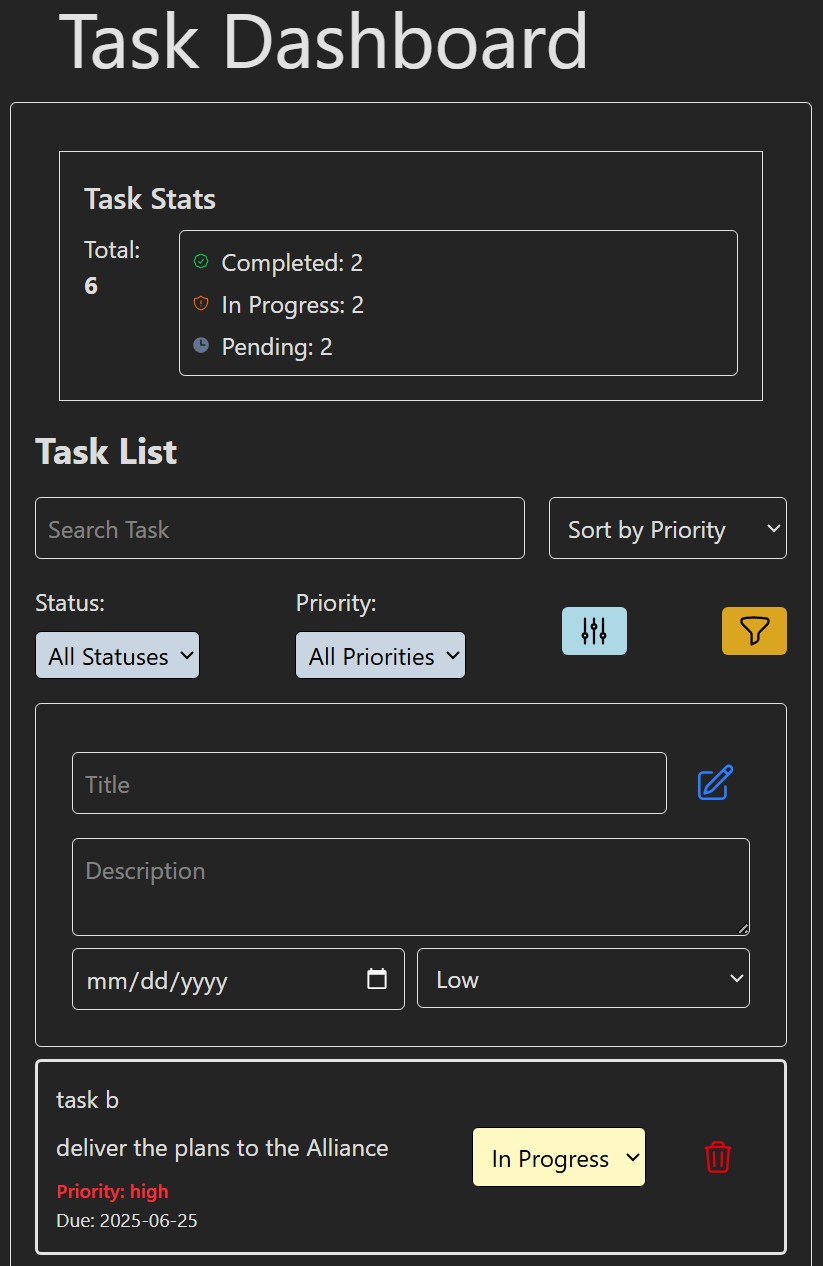 Task Dashboard
Task Stats
Total:
6
Completed: 2
In Progress: 2
Pending: 2
Task List
Search Task
Sort by Priority
Status:
Priority:
All Statuses
All Priorities
Title
Description
mm/dd/yyyy
Low
task b
deliver the plans to the Alliance
In Progress
Priority: high
Due: 2025-06-25